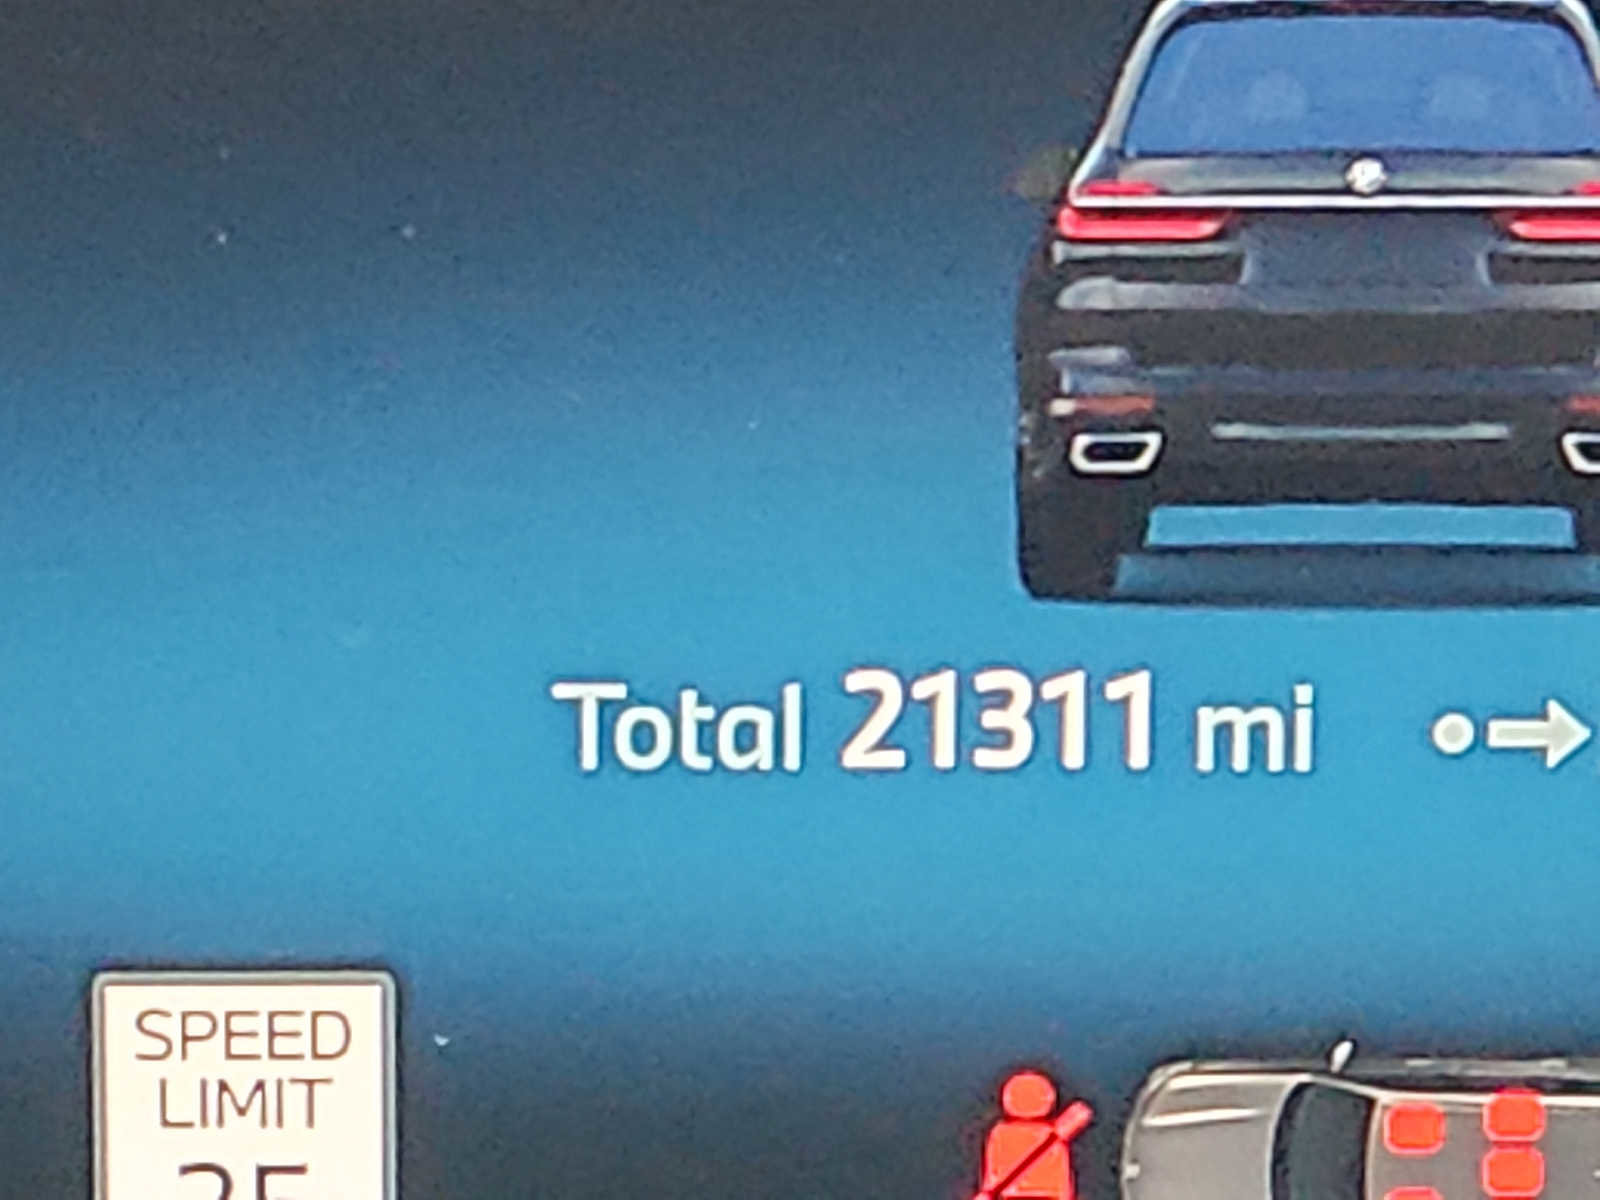 Total 21311 mi
SPEED
LIMIT